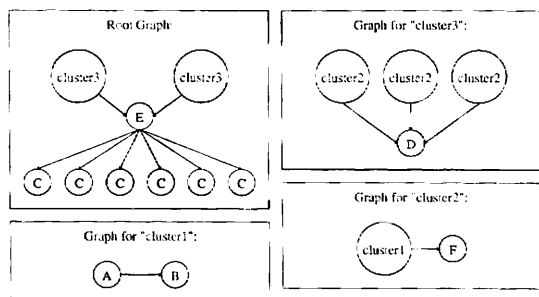 Root Graph:
cluster3 cluster3
E
C C C C C C
Graph for "cluster1":
A B
Graph for "cluster3":
cluster2 cluster2 cluster2
D
Graph for "cluster2":
cluster1 F